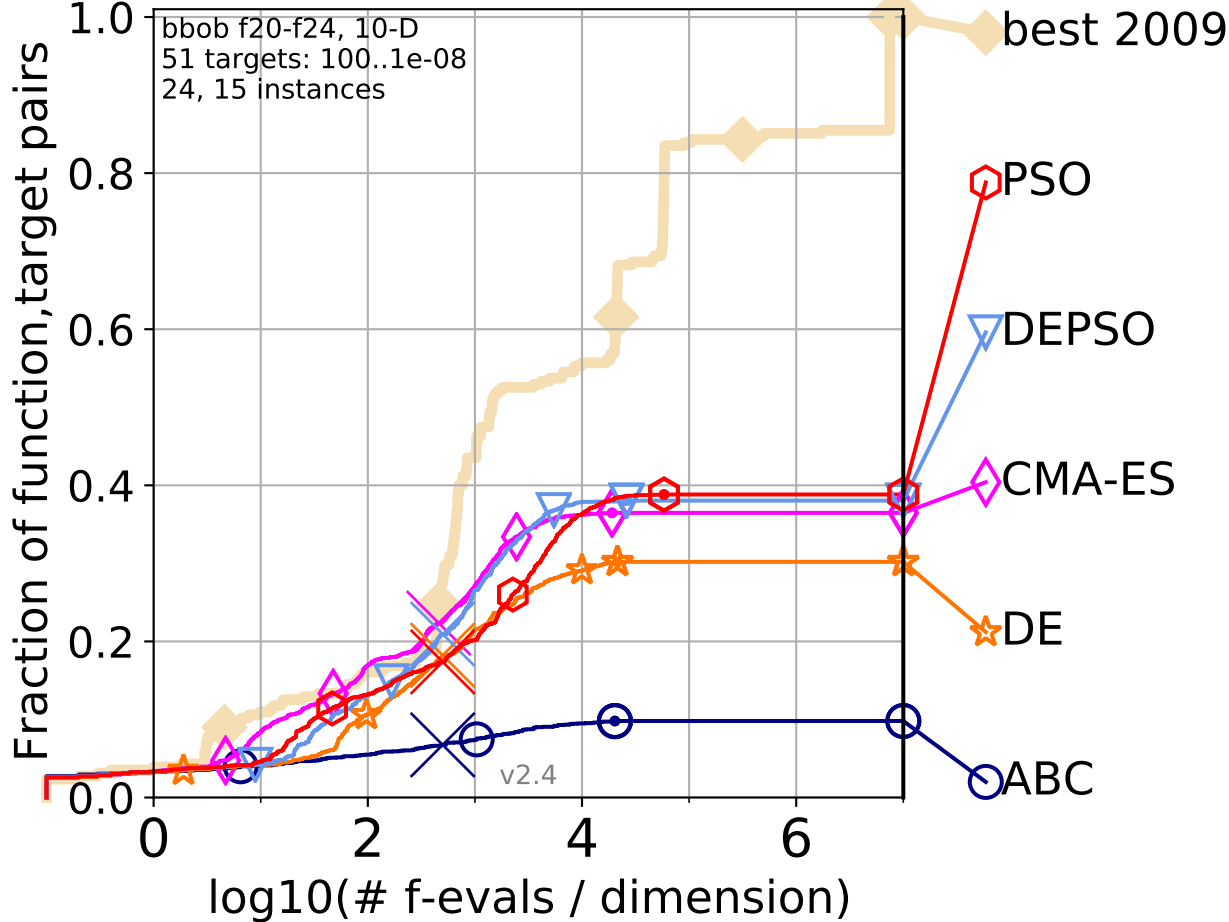 bbob f20-f24, 10-D
51 targets: 100..1e-08
24, 15 instances
Fraction of function,target pairs
1.0
0.8
0.6
0.4
0.2
0.0
0
2
4
6
log10(# f-evals / dimension)
v2.4
best 2009
PSO
DEPSO
CMA-ES
DE
ABC